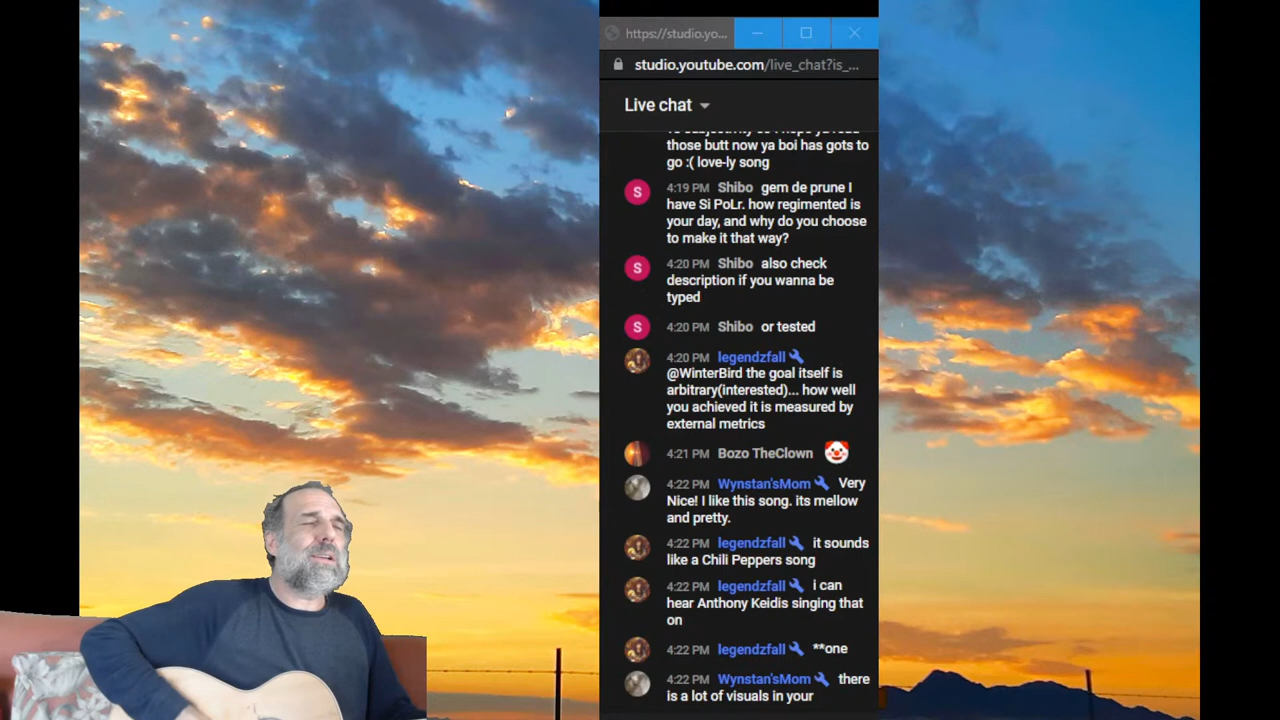 https://studio.yo...
studio.youtube.com/live_chat?is_...
Live chat
those butt now ya boi has gots to
go :( love-ly song
S
4:19 PM Shibo gem de prune I
have Si PoLr. how regimented is
your day, and why do you choose
to make it that way?
S
4:20 PM Shibo also check
description if you wanna be
typed
S
4:20 PM Shibo or tested
4:20 PM legendzfall
@WinterBird the goal itself is
arbitrary(interested)... how well
you achieved it is measured by
external metrics
4:21 PM Bozo TheClown
4:22 PM Wynstan'sMom Very
Nice! I like this song. its mellow
and pretty.
4:22 PM legendzfall it sounds
like a Chili Peppers song
4:22 PM legendzfall i can
hear Anthony Keidis singing that
on
4:22 PM legendzfall **one
4:22 PM Wynstan'sMom there
is a lot of visuals in your